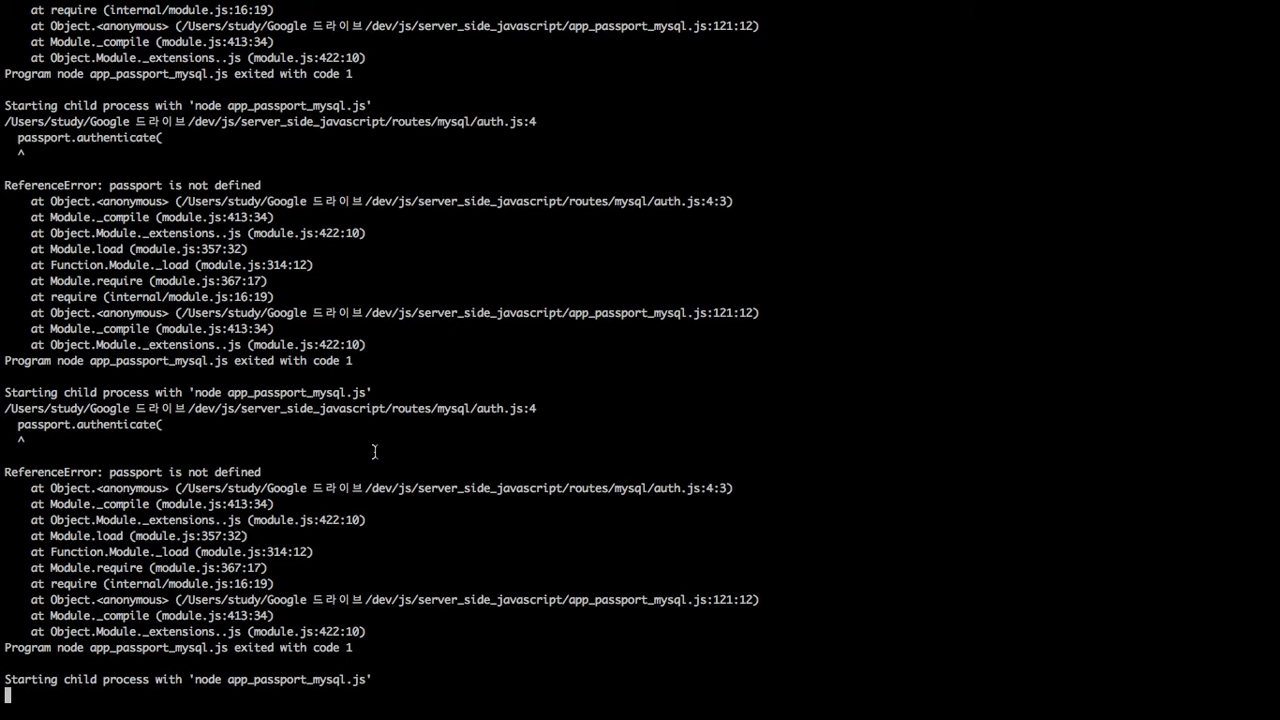 at require (internal/module.js:16:19)
    at Object.<anonymous> (/Users/study/Google 드라이브/dev/js/server_side_javascript/app_passport_mysql.js:121:12)
    at Module._compile (module.js:413:34)
    at Object.Module._extensions..js (module.js:422:10)
Program node app_passport_mysql.js exited with code 1

Starting child process with 'node app_passport_mysql.js'
/Users/study/Google 드라이브/dev/js/server_side_javascript/routes/mysql/auth.js:4
  passport.authenticate(
  ^

ReferenceError: passport is not defined
    at Object.<anonymous> (/Users/study/Google 드라이브/dev/js/server_side_javascript/routes/mysql/auth.js:4:3)
    at Module._compile (module.js:413:34)
    at Object.Module._extensions..js (module.js:422:10)
    at Module.load (module.js:357:32)
    at Function.Module._load (module.js:314:12)
    at Module.require (module.js:367:17)
    at require (internal/module.js:16:19)
    at Object.<anonymous> (/Users/study/Google 드라이브/dev/js/server_side_javascript/app_passport_mysql.js:121:12)
    at Module._compile (module.js:413:34)
    at Object.Module._extensions..js (module.js:422:10)
Program node app_passport_mysql.js exited with code 1

Starting child process with 'node app_passport_mysql.js'
/Users/study/Google 드라이브/dev/js/server_side_javascript/routes/mysql/auth.js:4
  passport.authenticate(
  ^

ReferenceError: passport is not defined
    at Object.<anonymous> (/Users/study/Google 드라이브/dev/js/server_side_javascript/routes/mysql/auth.js:4:3)
    at Module._compile (module.js:413:34)
    at Object.Module._extensions..js (module.js:422:10)
    at Module.load (module.js:357:32)
    at Function.Module._load (module.js:314:12)
    at Module.require (module.js:367:17)
    at require (internal/module.js:16:19)
    at Object.<anonymous> (/Users/study/Google 드라이브/dev/js/server_side_javascript/app_passport_mysql.js:121:12)
    at Module._compile (module.js:413:34)
    at Object.Module._extensions..js (module.js:422:10)
Program node app_passport_mysql.js exited with code 1

Starting child process with 'node app_passport_mysql.js'